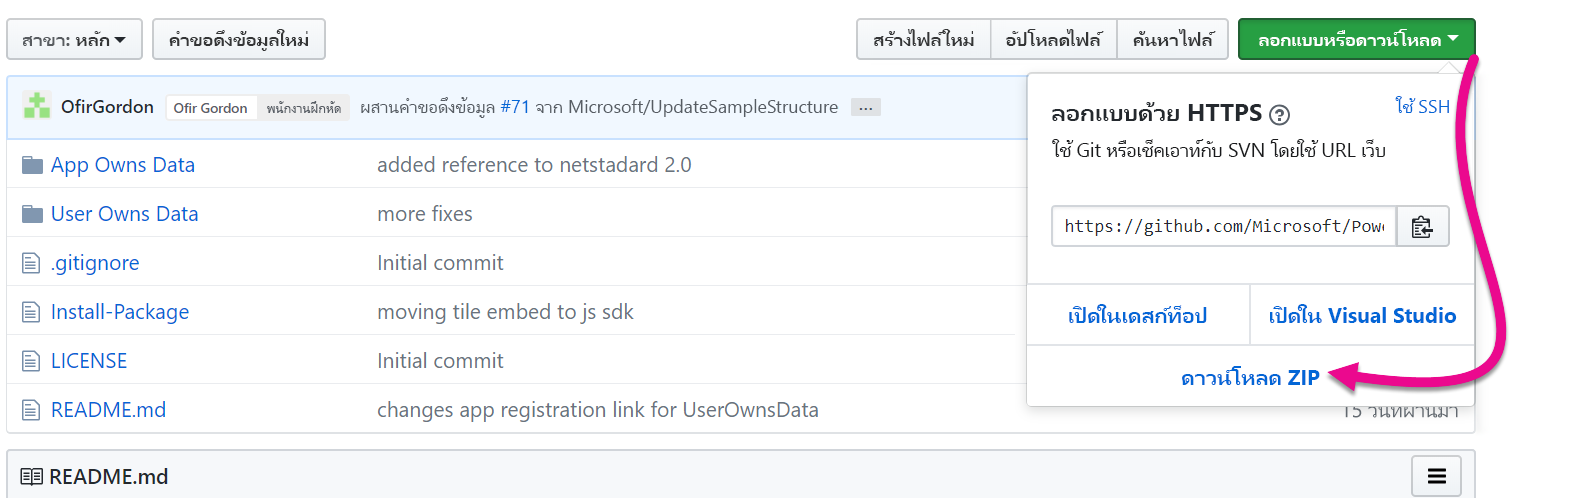 สาขา: หลัก คำขอดึงข้อมูลใหม่ สร้างไฟล์ใหม่ อัปโหลดไฟล์ ค้นหาไฟล์ ลอกแบบหรือดาวน์โหลด
OfirGordon Ofir Gordon พนักงานฝึกหัด ผสานคำขอดึงข้อมูล #71 จาก Microsoft/UpdateSampleStructure ...
App Owns Data added reference to netstadard 2.0
User Owns Data more fixes
.gitignore Initial commit
Install-Package moving tile embed to js sdk
LICENSE Initial commit
README.md changes app registration link for UserOwnsData 15 วันที่ผ่านมา
ลอกแบบด้วย HTTPS ? ใช้ SSH
ใช้ Git หรือเช็คเอาท์กับ SVN โดยใช้ URL เว็บ
https://github.com/Microsoft/Powe
เปิดในเดสก์ท็อป เปิดใน Visual Studio
ดาวน์โหลด ZIP
README.md